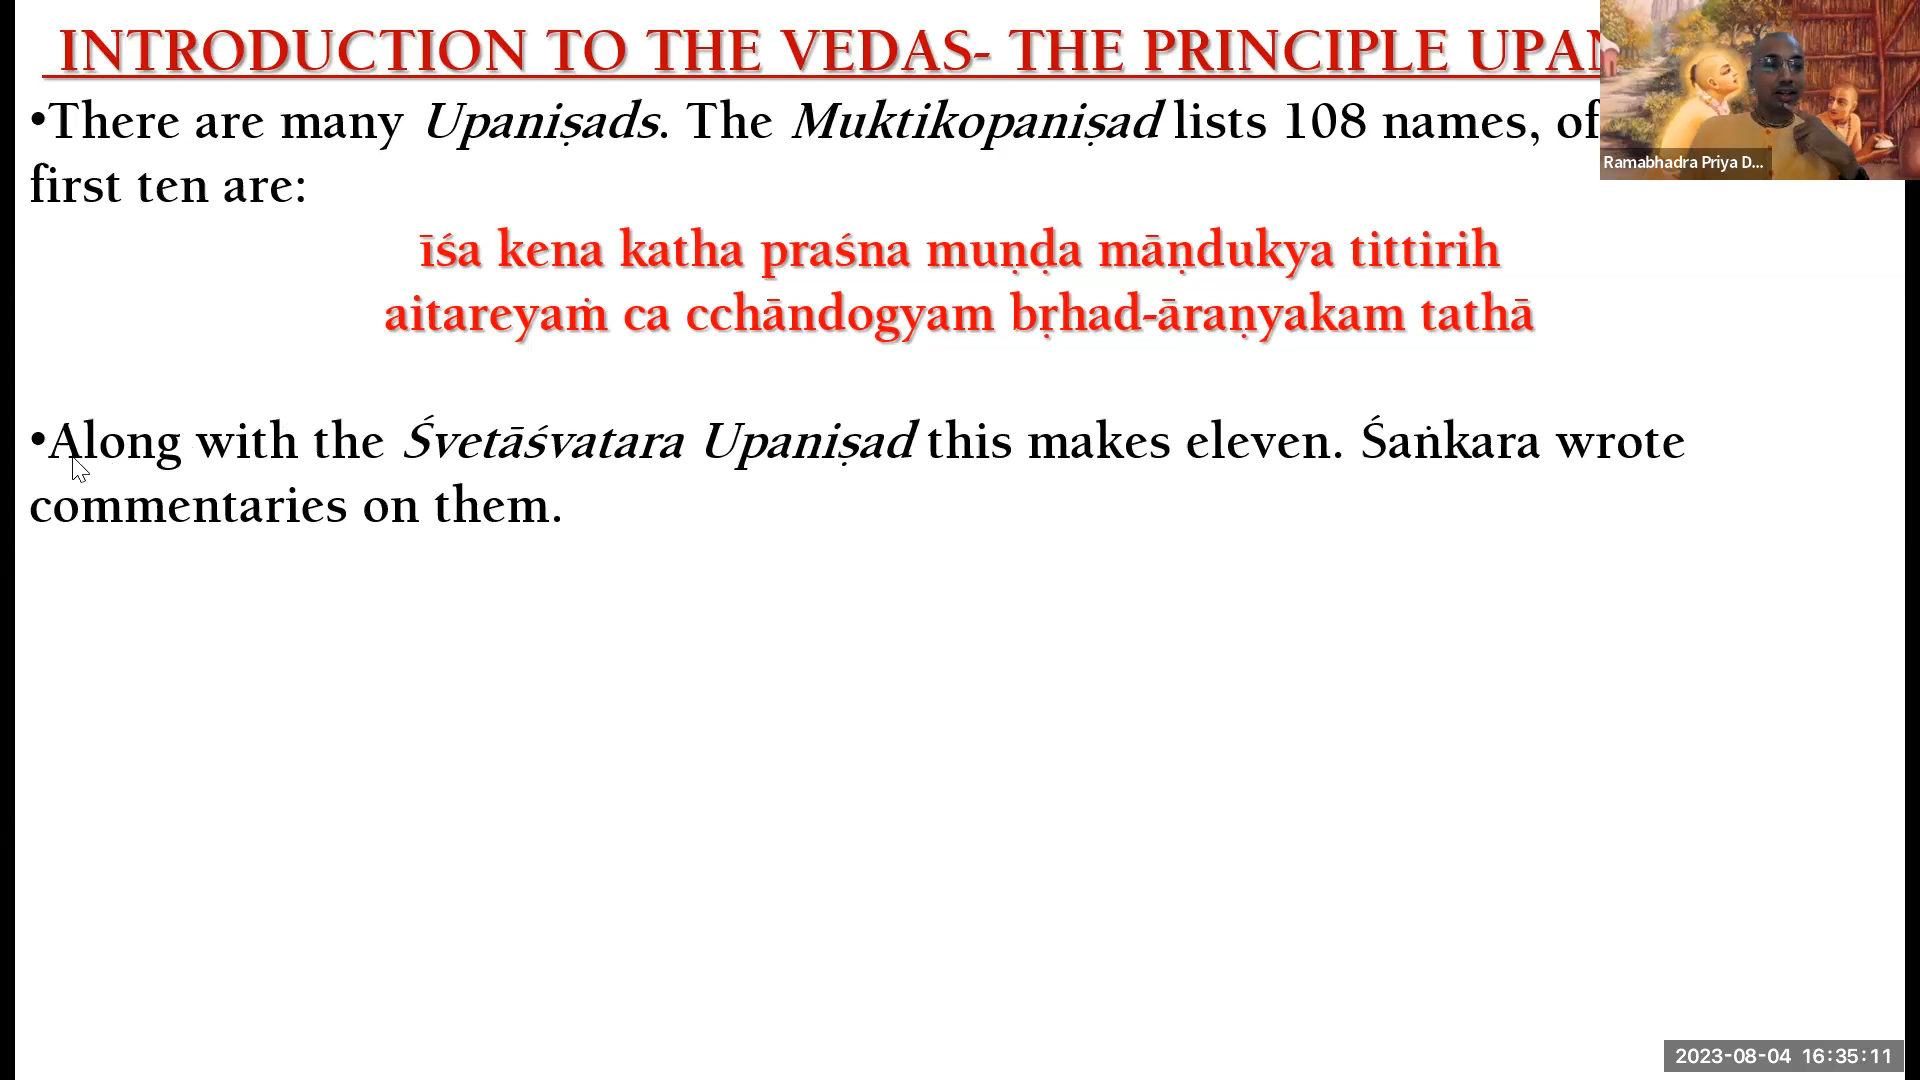 INTRODUCTION TO THE VEDAS- THE PRINCIPLE
•There are many Upaniṣads. The Muktikopaniṣad lists 108 names, of
first ten are:
īśa kena katha praśna muṇḍa māṇdukya tittirih
aitareyaṁ ca cchāndogyam bṛhad-āraṇyakam tathā
•Along with the Śvetāśvatara Upaniṣad this makes eleven. Śaṅkara wrote
commentaries on them.
Ramabhadra Priya D...
2023-08-04 16:35:11